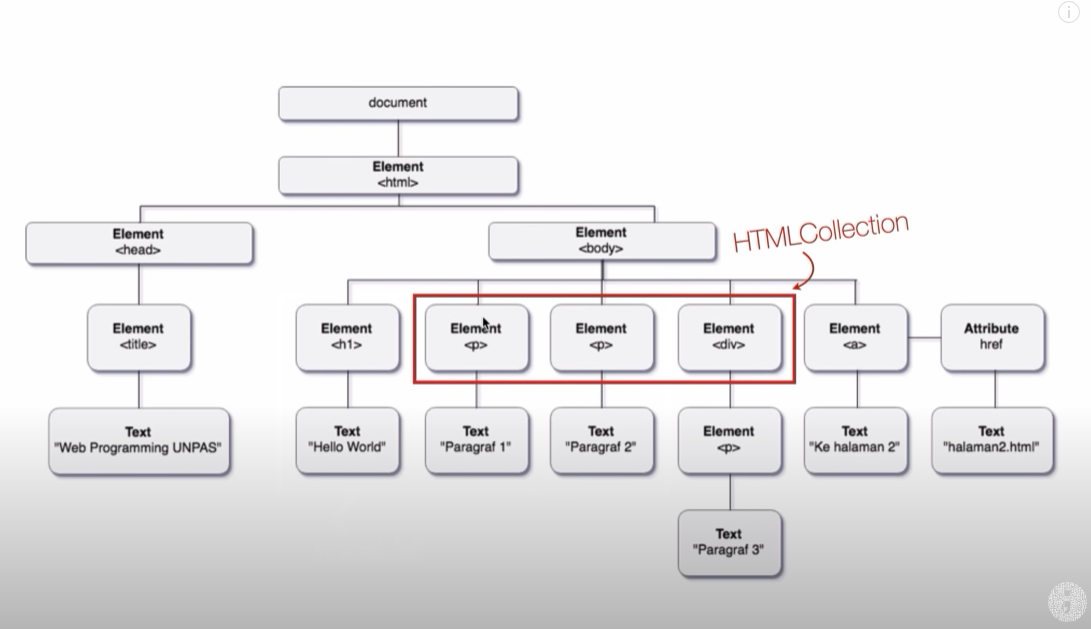 document
Element
<html>
Element
<head>
Element
<body>
HTMLCollection
Element
<title>
Element
<h1>
Element
<p>
Element
<p>
Element
<div>
Element
<a>
Attribute
href
Text
"Web Programming UNPAS"
Text
"Hello World"
Text
"Paragraf 1"
Text
"Paragraf 2"
Element
<p>
Text
"Ke halaman 2"
Text
"halaman2.html"
Text
"Paragraf 3"